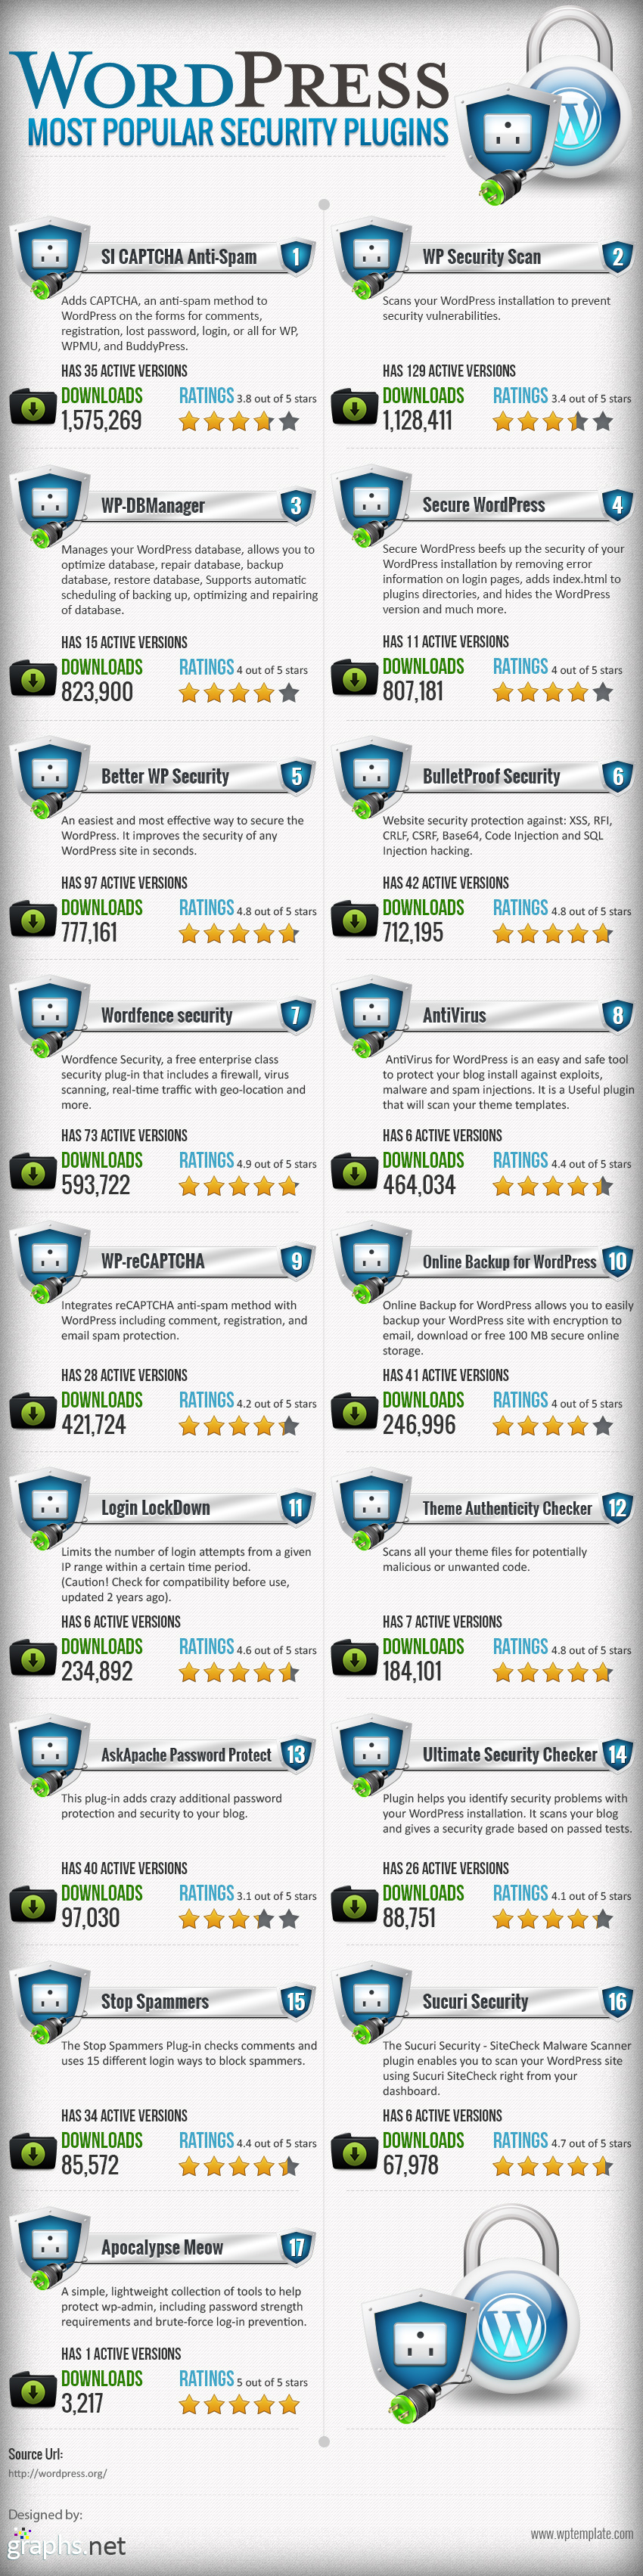 WORDPRESS
MOST POPULAR SECURITY PLUGINS
SI CAPTCHA Anti-Spam
1
Adds CAPTCHA, an anti-spam method to
WordPress on the forms for comments,
registration, lost password, login, or all for WP,
WPMU, and BuddyPress.
HAS 35 ACTIVE VERSIONS
DOWNLOADS
1,575,269
RATINGS 3.8 out of 5 stars
WP Security Scan
2
Scans your WordPress installation to prevent
security vulnerabilities.
HAS 129 ACTIVE VERSIONS
DOWNLOADS
1,128,411
RATINGS 3.4 out of 5 stars
WP-DBManager
3
Manages your WordPress database, allows you to
optimize database, repair database, backup
database, restore database, Supports automatic
scheduling of backing up, optimizing and repairing
of database.
HAS 15 ACTIVE VERSIONS
DOWNLOADS
823,900
RATINGS 4 out of 5 stars
Secure WordPress
4
Secure WordPress beefs up the security of your
WordPress installation by removing error
information on login pages, adds index.html to
plugins directories, and hides the WordPress
version and much more.
HAS 11 ACTIVE VERSIONS
DOWNLOADS
807,181
RATINGS 4 out of 5 stars
Better WP Security
5
An easiest and most effective way to secure the
WordPress. It improves the security of any
WordPress site in seconds.
HAS 97 ACTIVE VERSIONS
DOWNLOADS
777,161
RATINGS 4.8 out of 5 stars
BulletProof Security
6
Website security protection against: XSS, RFI,
CRLF, CSRF, Base64, Code Injection and SQL
Injection hacking.
HAS 42 ACTIVE VERSIONS
DOWNLOADS
712,195
RATINGS 4.8 out of 5 stars
Wordfence security
7
Wordfence Security, a free enterprise class
security plug-in that includes a firewall, virus
scanning, real-time traffic with geo-location and
more.
HAS 73 ACTIVE VERSIONS
DOWNLOADS
593,722
RATINGS 4.9 out of 5 stars
AntiVirus
8
AntiVirus for WordPress is an easy and safe tool
to protect your blog install against exploits,
malware and spam injections. It is a Useful plugin
that will scan your theme templates.
HAS 6 ACTIVE VERSIONS
DOWNLOADS
464,034
RATINGS 4.4 out of 5 stars
WP-reCAPTCHA
9
Integrates reCAPTCHA anti-spam method with
WordPress including comment, registration, and
email spam protection.
HAS 28 ACTIVE VERSIONS
DOWNLOADS
421,724
RATINGS 4.2 out of 5 stars
Online Backup for WordPress
10
Online Backup for WordPress allows you to easily
backup your WordPress site with encryption to
email, download or free 100 MB secure online
storage.
HAS 41 ACTIVE VERSIONS
DOWNLOADS
246,996
RATINGS 4 out of 5 stars
Login LockDown
11
Limits the number of login attempts from a given
IP range within a certain time period.
(Caution! Check for compatibility before use,
updated 2 years ago).
HAS 6 ACTIVE VERSIONS
DOWNLOADS
234,892
RATINGS 4.6 out of 5 stars
Theme Authenticity Checker
12
Scans all your theme files for potentially
malicious or unwanted code.
HAS 7 ACTIVE VERSIONS
DOWNLOADS
184,101
RATINGS 4.8 out of 5 stars
AskApache Password Protect
13
This plug-in adds crazy additional password
protection and security to your blog.
HAS 40 ACTIVE VERSIONS
DOWNLOADS
97,030
RATINGS 3.1 out of 5 stars
Ultimate Security Checker
14
Plugin helps you identify security problems with
your WordPress installation. It scans your blog
and gives a security grade based on passed tests.
HAS 26 ACTIVE VERSIONS
DOWNLOADS
88,751
RATINGS 4.1 out of 5 stars
Stop Spammers
15
The Stop Spammers Plug-in checks comments and
uses 15 different login ways to block spammers.
HAS 34 ACTIVE VERSIONS
DOWNLOADS
85,572
RATINGS 4.4 out of 5 stars
Sucuri Security
16
The Sucuri Security - SiteCheck Malware Scanner
plugin enables you to scan your WordPress site
using Sucuri SiteCheck right from your
dashboard.
HAS 6 ACTIVE VERSIONS
DOWNLOADS
67,978
RATINGS 4.7 out of 5 stars
Apocalypse Meow
17
A simple, lightweight collection of tools to help
protect wp-admin, including password strength
requirements and brute-force log-in prevention.
HAS 1 ACTIVE VERSIONS
DOWNLOADS
3,217
RATINGS 5 out of 5 stars
Source Url:
http://wordpress.org/
Designed by:
graphs.net
www.wptemplate.com